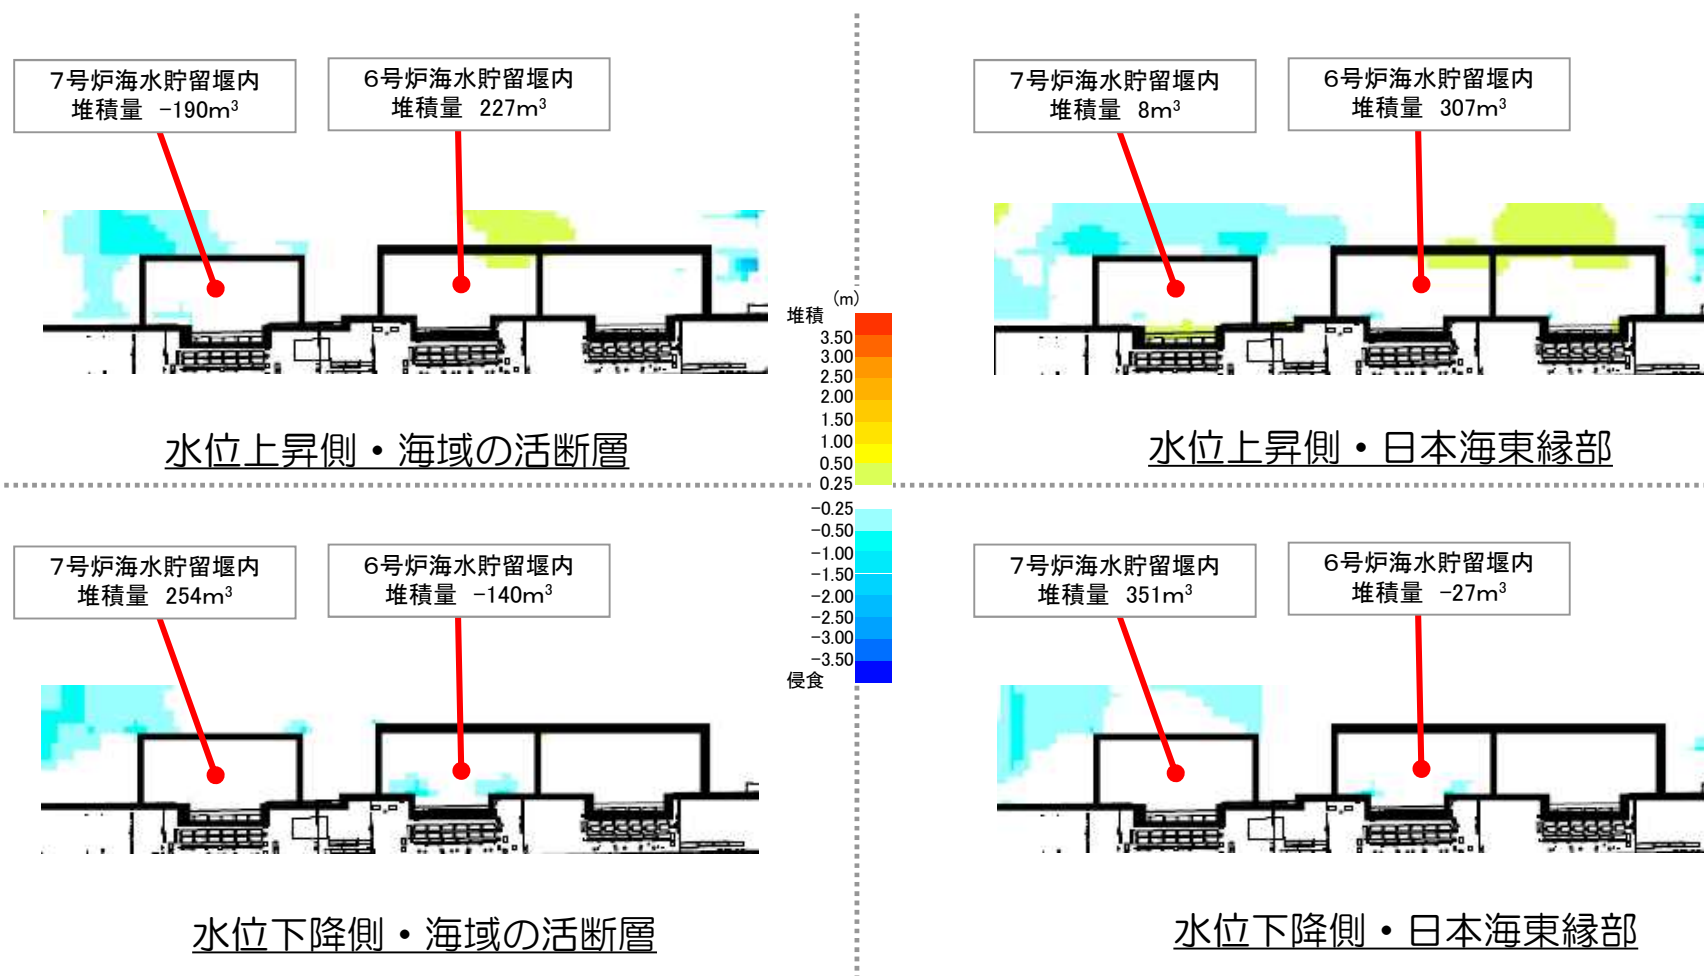 ７号炉海水貯留堰内
堆積量 −190m³
６号炉海水貯留堰内
堆積量 227m³
水位上昇側・海域の活断層
７号炉海水貯留堰内
堆積量 8m³
６号炉海水貯留堰内
堆積量 307m³
水位上昇側・日本海東縁部
(m)
堆積
3.50
3.00
2.50
2.00
1.50
1.00
0.50
0.25
−0.25
−0.50
−1.00
−1.50
−2.00
−2.50
−3.00
−3.50
侵食
７号炉海水貯留堰内
堆積量 254m³
６号炉海水貯留堰内
堆積量 −140m³
水位下降側・海域の活断層
７号炉海水貯留堰内
堆積量 351m³
６号炉海水貯留堰内
堆積量 −27m³
水位下降側・日本海東縁部